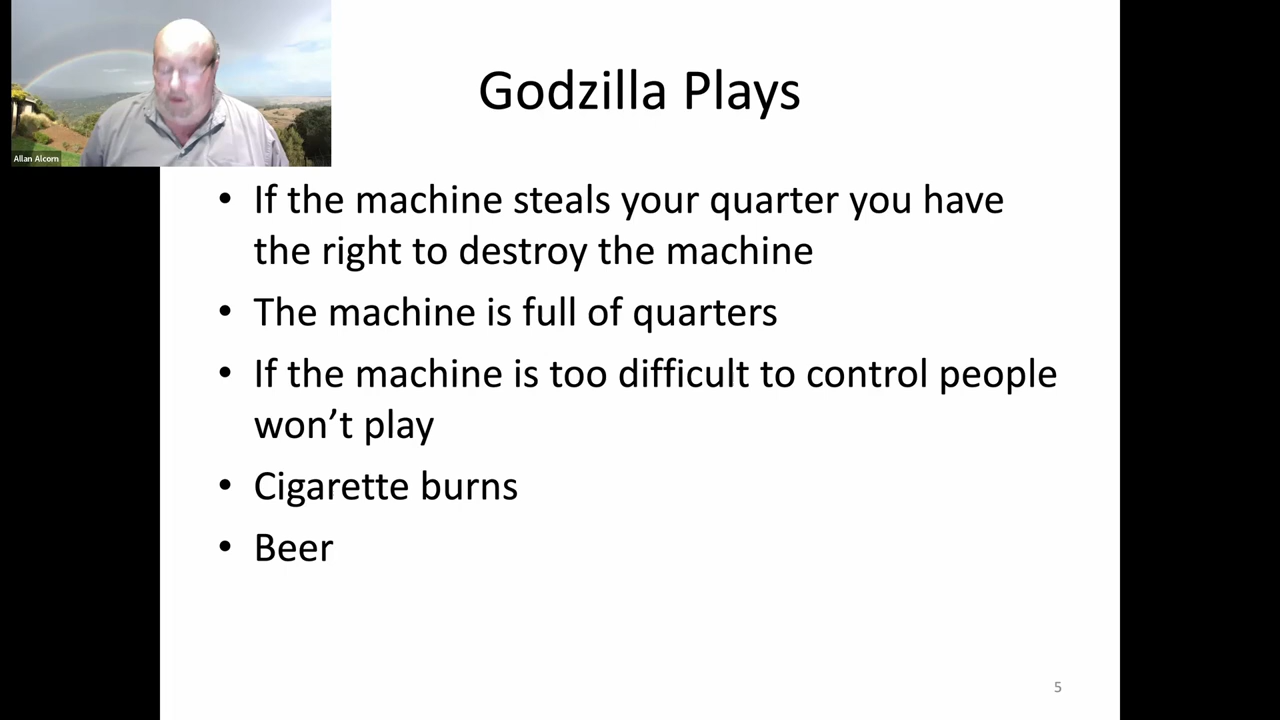 Godzilla Plays
Allan Alcorn
• If the machine steals your quarter you have
the right to destroy the machine
• The machine is full of quarters
• If the machine is too difficult to control people
won’t play
• Cigarette burns
• Beer
5